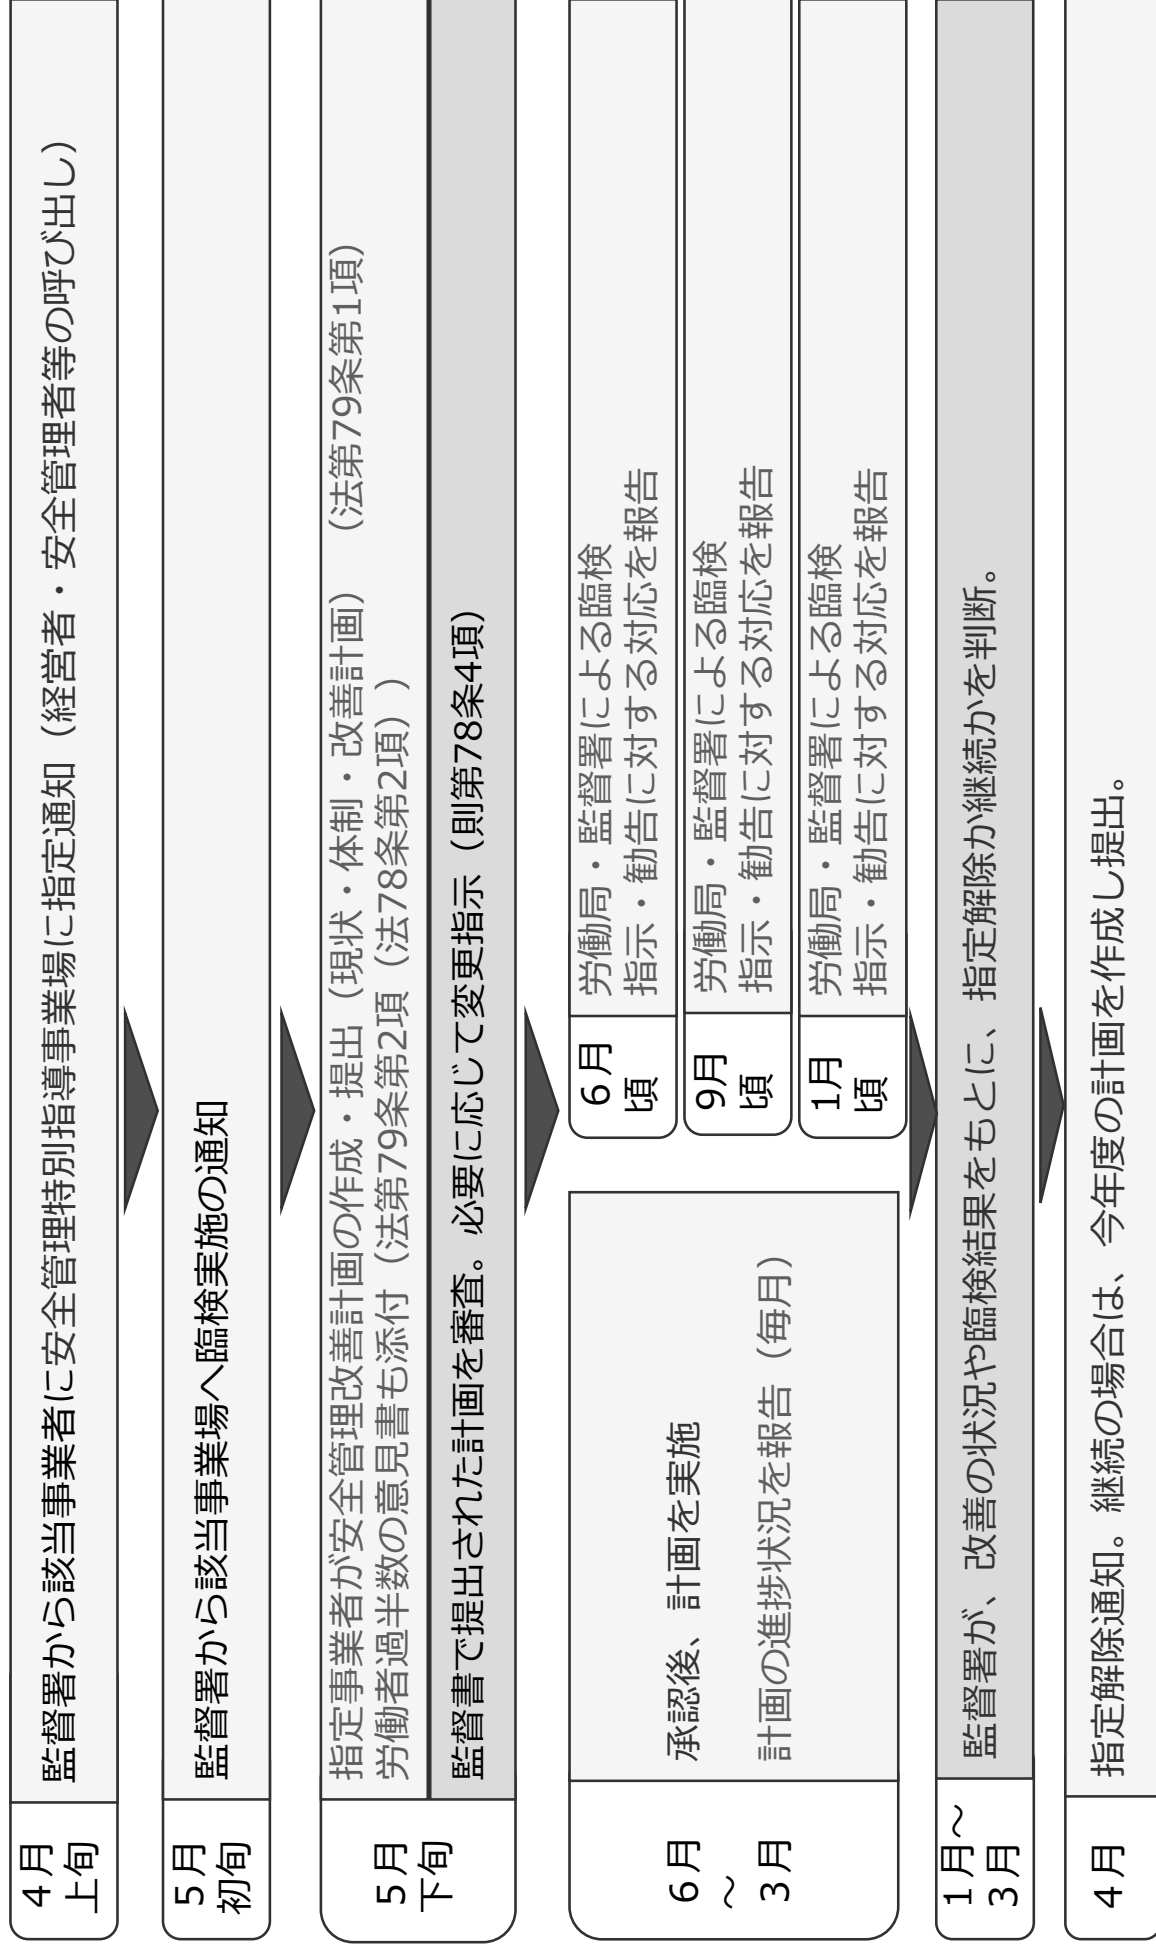 4月
上旬
監督署から該当事業者に安全管理特別指導事業場に指定通知（経営者・安全管理者等の呼び出し）
5月
初旬
監督署から該当事業場へ臨検実施の通知
5月
下旬
指定事業者が安全管理改善計画の作成・提出（現状・体制・改善計画）　（法第79条第1項）
労働者過半数の意見書も添付（法第79条第2項（法78条第2項））
監督書で提出された計画を審査。必要に応じて変更指示（則第78条4項）
6月
～
3月
承認後、計画を実施
計画の進捗状況を報告（毎月）
6月
頃
労働局・監督署による臨検
指示・勧告に対する対応を報告
9月
頃
労働局・監督署による臨検
指示・勧告に対する対応を報告
1月
頃
労働局・監督署による臨検
指示・勧告に対する対応を報告
1月～
3月
監督署が、改善の状況や臨検結果をもとに、指定解除か継続かを判断。
4月
指定解除通知。継続の場合は、今年度の計画を作成し提出。